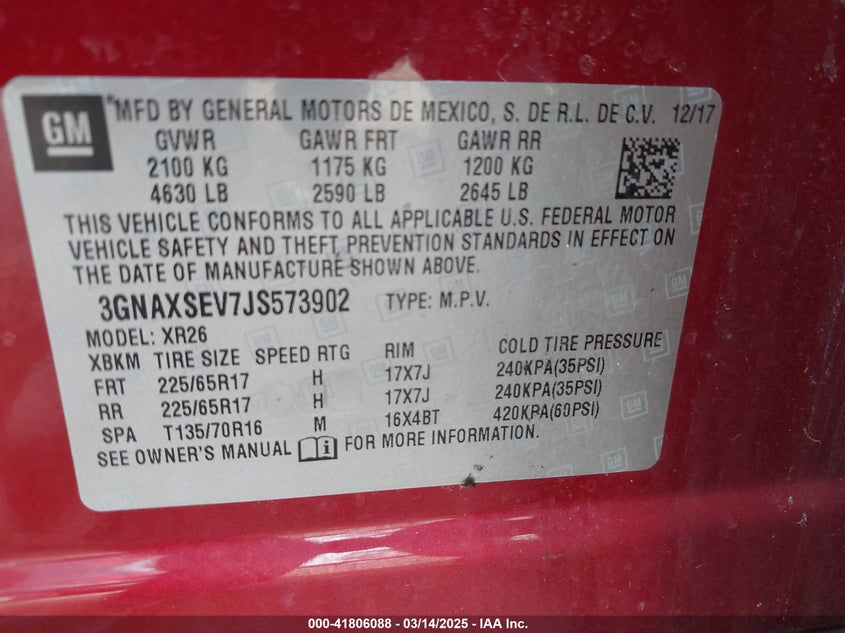 GM
MFD BY GENERAL MOTORS DE MEXICO, S. DE R.L. DE C.V. 12/17
GVWR GAWR FRT GAWR RR
2100 KG 1175 KG 1200 KG
4630 LB 2590 LB 2645 LB
THIS VEHICLE CONFORMS TO ALL APPLICABLE U.S. FEDERAL MOTOR
VEHICLE SAFETY AND THEFT PREVENTION STANDARDS IN EFFECT ON
THE DATE OF MANUFACTURE SHOWN ABOVE.
3GNAXSEV7JS573902 TYPE: M.P.V.
MODEL: XR26
XBKM TIRE SIZE SPEED RTG RIM COLD TIRE PRESSURE
FRT 225/65R17 H 17X7J 240KPA(35PSI)
RR 225/65R17 H 17X7J 240KPA(35PSI)
SPA T135/70R16 M 16X4BT 420KPA(60PSI)
SEE OWNER'S MANUAL i FOR MORE INFORMATION.
000-41806088 - 03/14/2025 - IAA Inc.